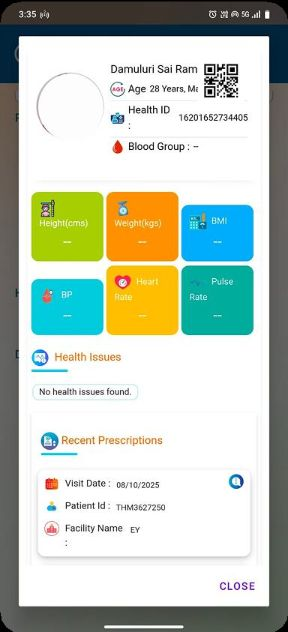 3:35
5G
Damuluri Sai Ram
AGE Age 28 Years, Ma
Health ID : 16201652734405
Blood Group : --
Height(cms)
--
Weight(kgs)
--
BMI
--
BP
--
Heart Rate
--
Pulse Rate
--
Health Issues
No health issues found.
Recent Prescriptions
Visit Date : 08/10/2025
Patient Id : THM3627250
Facility Name : EY
CLOSE